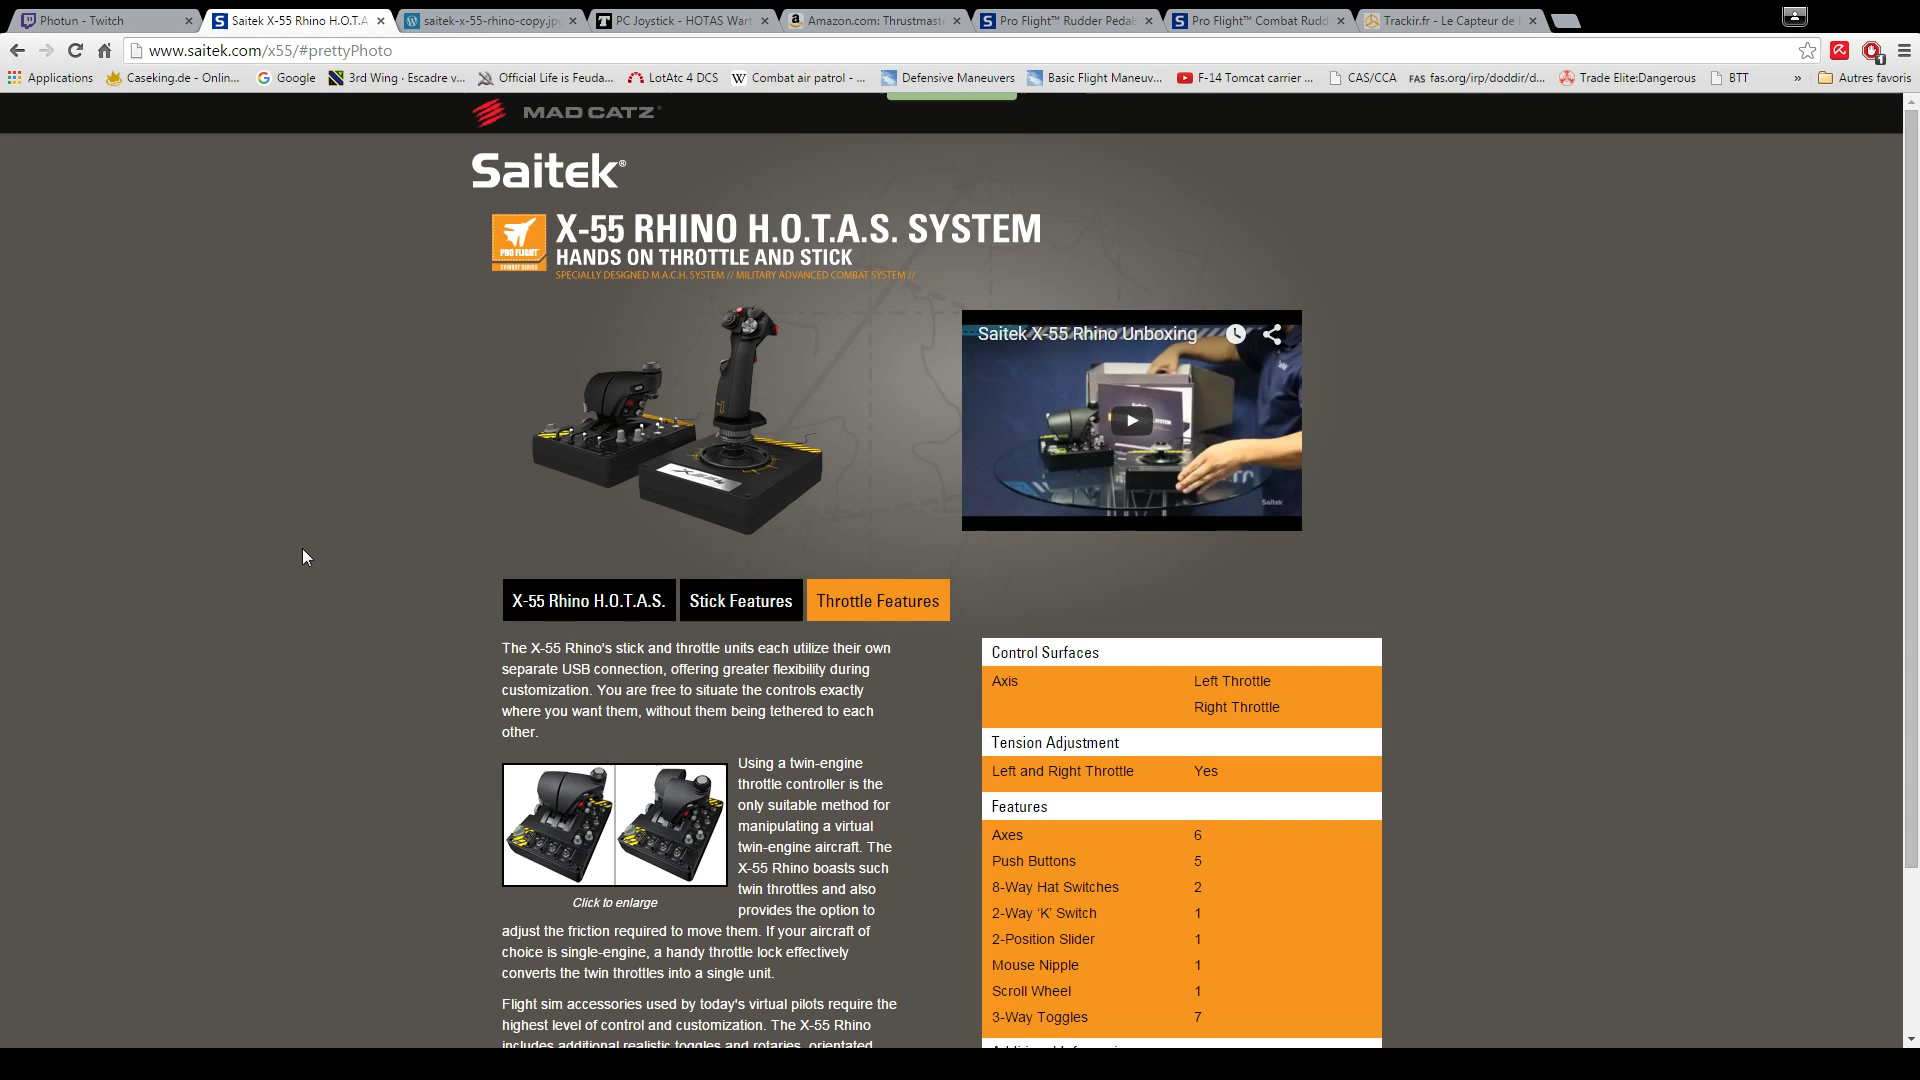 Photun - Twitch
Saitek X-55 Rhino H.O.T.A
saitek-x-55-rhino-copy.jp
PC Joystick - HOTAS Wart
Amazon.com: Thrustmast
Pro Flight™ Rudder Pedal
Pro Flight™ Combat Rudd
Trackir.fr - Le Capteur de
www.saitek.com/x55/#prettyPhoto
Applications
Caseking.de - Onlin...
Google
3rd Wing · Escadre v...
Official Life is Feuda...
LotAtc 4 DCS
Combat air patrol - ...
Defensive Maneuvers
Basic Flight Maneuv...
F-14 Tomcat carrier ...
CAS/CCA
FAS fas.org/irp/doddir/d...
Trade Elite:Dangerous
BTT
»
Autres favoris
MAD CATZ®
Saitek®
PRO FLIGHT
COMBAT SERIES
X-55 RHINO H.O.T.A.S. SYSTEM
HANDS ON THROTTLE AND STICK
SPECIALLY DESIGNED M.A.C.H. SYSTEM // MILITARY ADVANCED COMBAT SYSTEM //
Saitek X-55 Rhino Unboxing
Saitek
X-55 Rhino H.O.T.A.S.
Stick Features
Throttle Features
The X-55 Rhino's stick and throttle units each utilize their own
separate USB connection, offering greater flexibility during
customization. You are free to situate the controls exactly
where you want them, without them being tethered to each
other.
Using a twin-engine
throttle controller is the
only suitable method for
manipulating a virtual
twin-engine aircraft. The
X-55 Rhino boasts such
twin throttles and also
provides the option to
Click to enlarge
adjust the friction required to move them. If your aircraft of
choice is single-engine, a handy throttle lock effectively
converts the twin throttles into a single unit.
Flight sim accessories used by today's virtual pilots require the
highest level of control and customization. The X-55 Rhino
includes additional realistic toggles and rotaries, orientated
Control Surfaces
Axis Left Throttle
Right Throttle
Tension Adjustment
Left and Right Throttle Yes
Features
Axes 6
Push Buttons 5
8-Way Hat Switches 2
2-Way ‘K’ Switch 1
2-Position Slider 1
Mouse Nipple 1
Scroll Wheel 1
3-Way Toggles 7